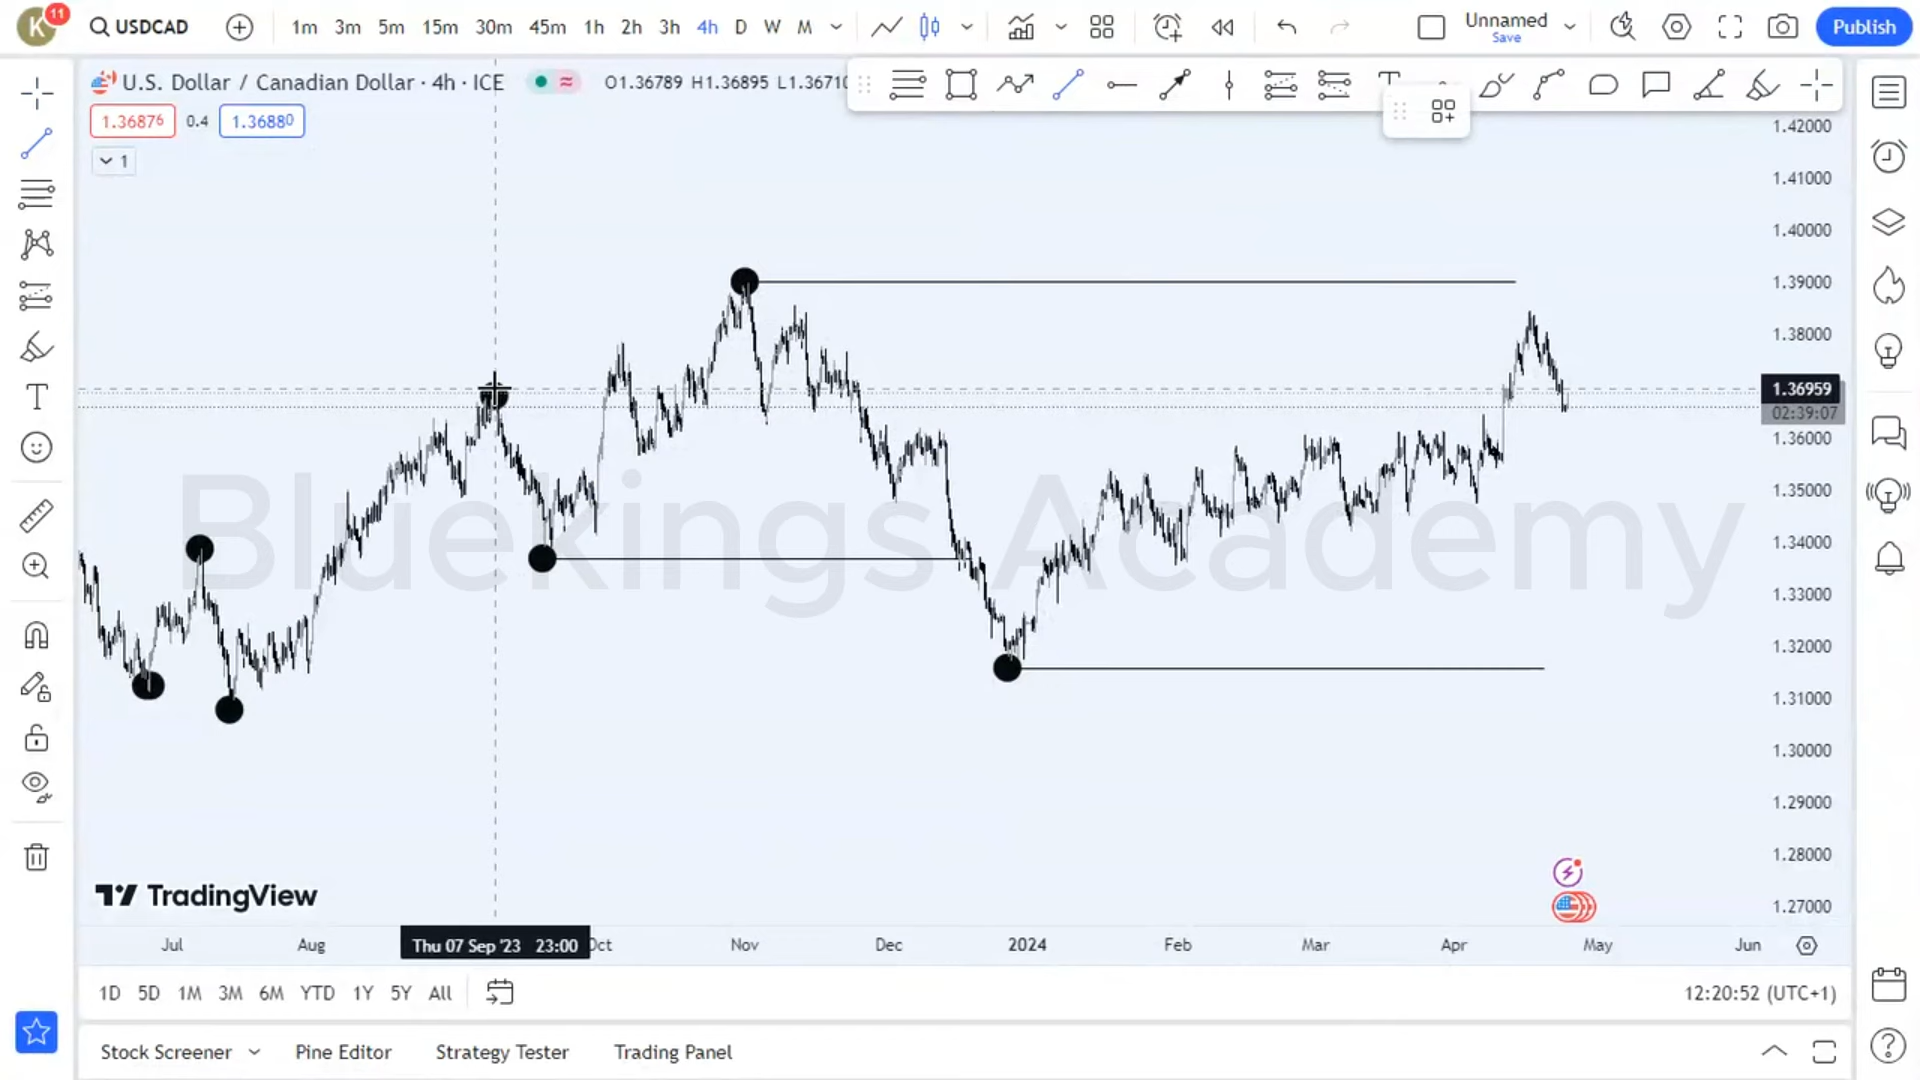 K 11 USDCAD 1m 3m 5m 15m 30m 45m 1h 2h 3h 4h D W M Unnamed Save Publish
U.S. Dollar / Canadian Dollar · 4h · ICE O1.36789 H1.36895 L1.36710
1.36876 0.4 1.36880
1
1.42000
1.41000
1.40000
1.39000
1.38000
1.36959
02:39:07
1.36000
1.35000
1.34000
1.33000
1.32000
1.31000
1.30000
1.29000
1.28000
1.27000
Bluekings Academy
TradingView
Jul Aug Thu 07 Sep '23 23:00 Oct Nov Dec 2024 Feb Mar Apr May Jun
1D 5D 1M 3M 6M YTD 1Y 5Y All 12:20:52 (UTC+1)
Stock Screener Pine Editor Strategy Tester Trading Panel